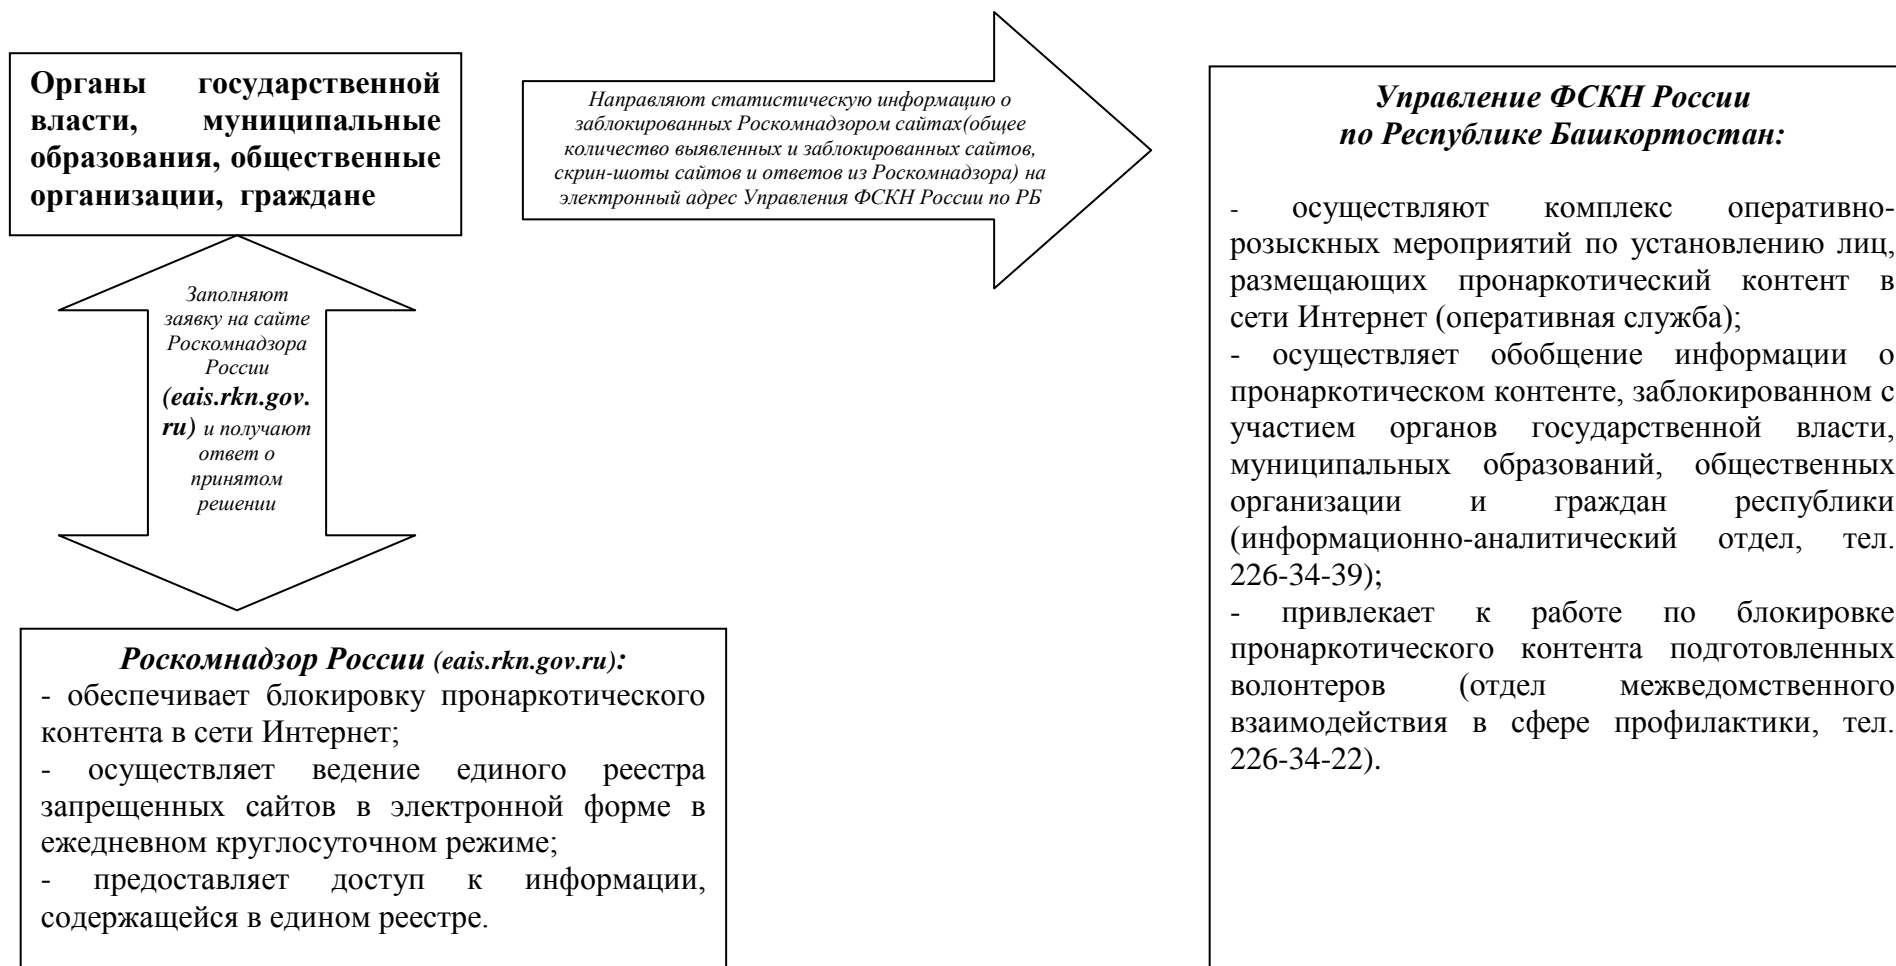 Органы государственной
власти, муниципальные
образования, общественные
организации, граждане
Направляют статистическую информацию о
заблокированных Роскомнадзором сайтах(общее
количество выявленных и заблокированных сайтов,
скрин-шоты сайтов и ответов из Роскомнадзора) на
электронный адрес Управления ФСКН России по РБ
Заполняют
заявку на сайте
Роскомнадзора
России
(eais.rkn.gov.
ru) и получают
ответ о
принятом
решении
Роскомнадзор России (eais.rkn.gov.ru):
- обеспечивает блокировку пронаркотического
контента в сети Интернет;
- осуществляет ведение единого реестра
запрещенных сайтов в электронной форме в
ежедневном круглосуточном режиме;
- предоставляет доступ к информации,
содержащейся в едином реестре.
Управление ФСКН России
по Республике Башкортостан:
- осуществляют комплекс оперативно-
розыскных мероприятий по установлению лиц,
размещающих пронаркотический контент в
сети Интернет (оперативная служба);
- осуществляет обобщение информации о
пронаркотическом контенте, заблокированном с
участием органов государственной власти,
муниципальных образований, общественных
организации и граждан республики
(информационно-аналитический отдел, тел.
226-34-39);
- привлекает к работе по блокировке
пронаркотического контента подготовленных
волонтеров (отдел межведомственного
взаимодействия в сфере профилактики, тел.
226-34-22).